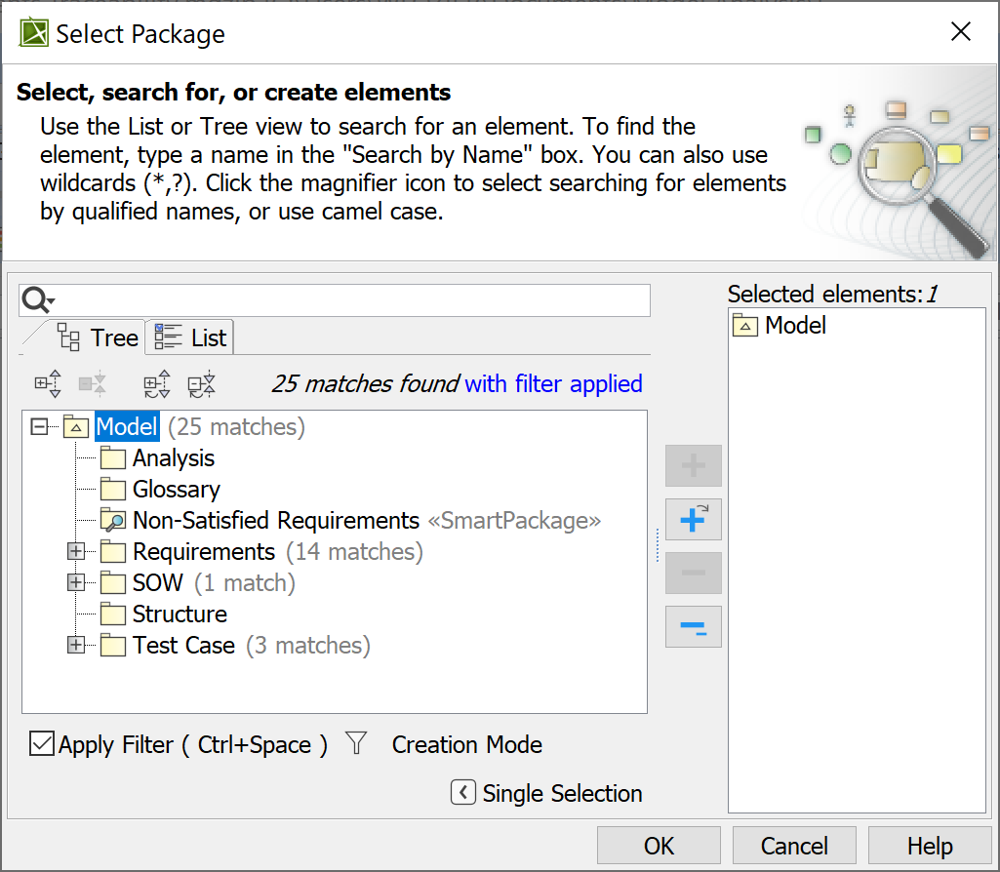 Select Package
Select, search for, or create elements
Use the List or Tree view to search for an element. To find the
element, type a name in the "Search by Name" box. You can also use
wildcards (*,?). Click the magnifier icon to select searching for elements
by qualified names, or use camel case.
Selected elements:1
Model
Tree
List
25 matches found with filter applied
Model (25 matches)
Analysis
Glossary
Non-Satisfied Requirements «SmartPackage»
Requirements (14 matches)
SOW (1 match)
Structure
Test Case (3 matches)
Apply Filter ( Ctrl+Space )
Creation Mode
Single Selection
OK
Cancel
Help